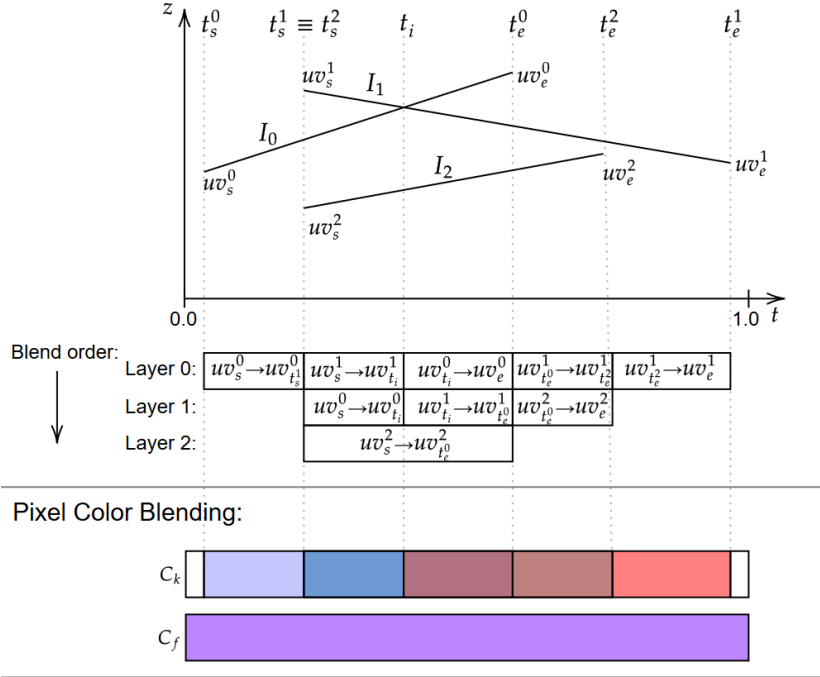 z t_s^0 t_s^1 ≡ t_s^2 t_i t_e^0 t_e^2 t_e^1
uv_s^1 I_1 uv_e^0
I_0
uv_s^0 I_2 uv_e^2 uv_e^1
uv_s^2
0.0 1.0 t
Blend order:
Layer 0: uv_s^0→uv_{t_s^1}^0 uv_s^1→uv_{t_i}^1 uv_{t_i}^0→uv_e^0 uv_{t_e^0}^1→uv_{t_e^2}^1 uv_{t_e^2}^1→uv_e^1
Layer 1: uv_s^0→uv_{t_i}^0 uv_{t_i}^1→uv_{t_e^0}^1 uv_{t_e^0}^2→uv_e^2
Layer 2: uv_s^2→uv_{t_e^0}^2
Pixel Color Blending:
C_k
C_f